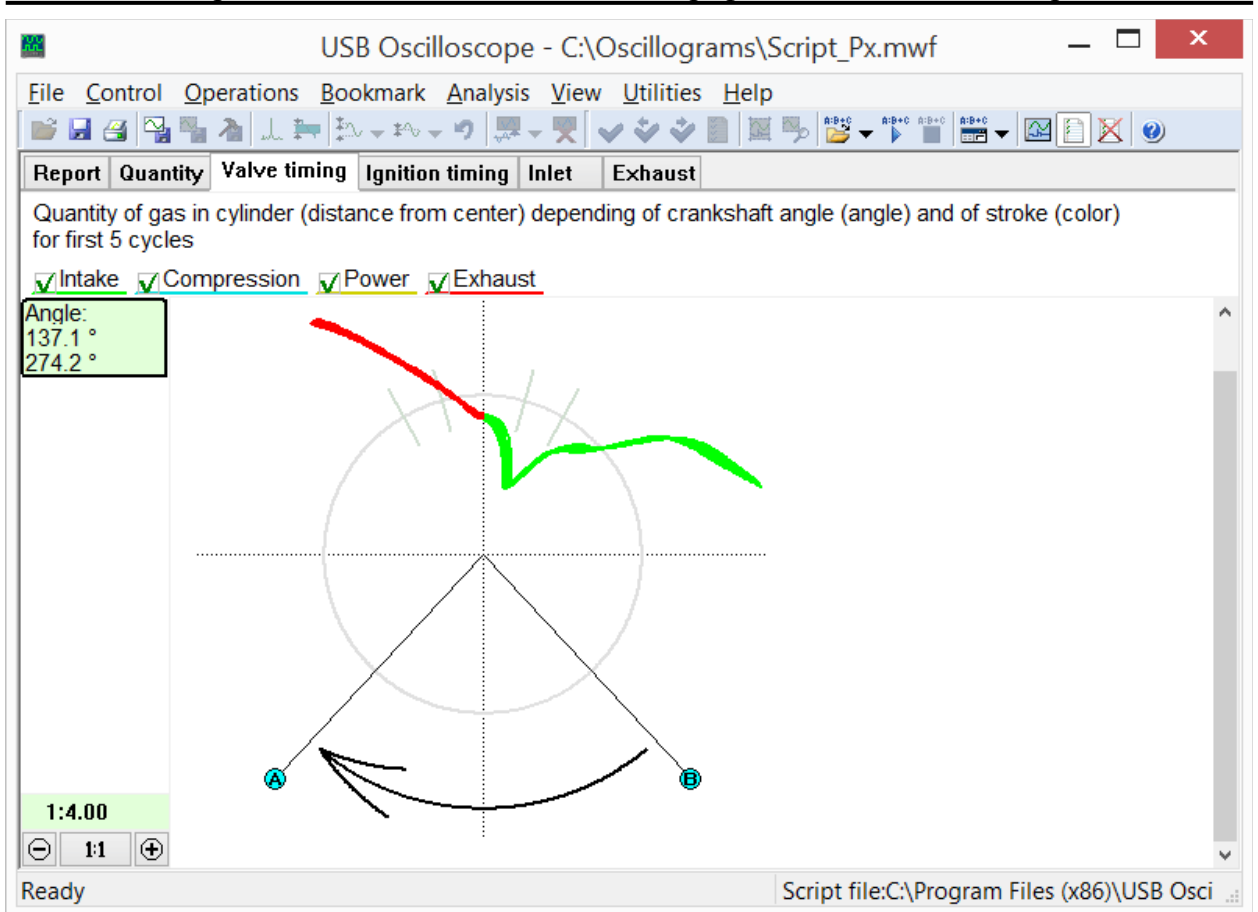 USB Oscilloscope - C:\Oscillograms\Script_Px.mwf
File Control Operations Bookmark Analysis View Utilities Help
A:B+C A:B+C A:B+C A:B+C
Report Quantity Valve timing Ignition timing Inlet Exhaust
Quantity of gas in cylinder (distance from center) depending of crankshaft angle (angle) and of stroke (color)
for first 5 cycles
Intake Compression Power Exhaust
Angle:
137.1 °
274.2 °
A B
1:4.00
1:1
Ready Script file:C:\Program Files (x86)\USB Osci